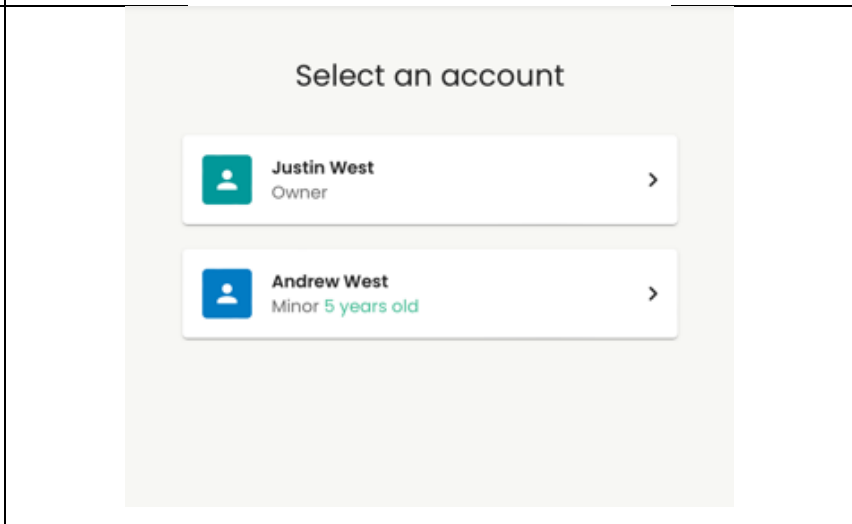 Select an account
Justin West
Owner
Andrew West
Minor 5 years old